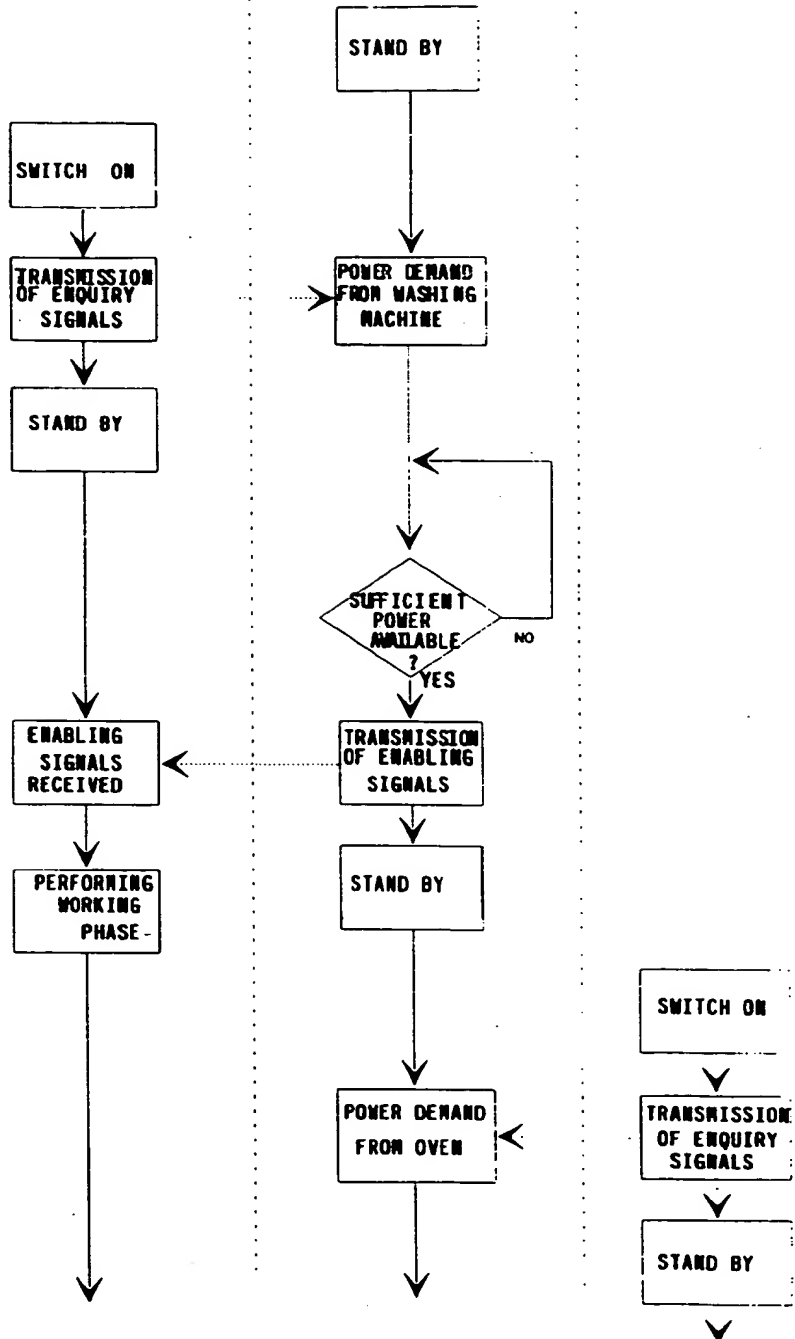 STAND BY
SWITCH ON
TRANSMISSION
OF ENQUIRY
SIGNALS
POWER DEMAND
FROM WASHING
MACHINE
STAND BY
SUFFICIENT
POWER
AVAILABLE
?
NO
YES
ENABLING
SIGNALS
RECEIVED
TRANSMISSION
OF ENABLING
SIGNALS
PERFORMING
WORKING
PHASE
STAND BY
SWITCH ON
POWER DEMAND
FROM OVEN
TRANSMISSION
OF ENQUIRY
SIGNALS
STAND BY